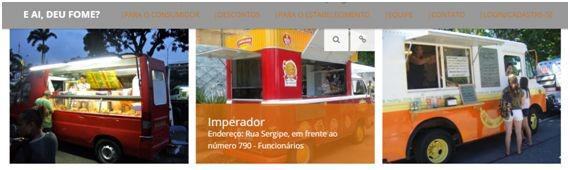 E AI, DEU FOME? |PARA O CONSUMIDOR |DESCONTOS |PARA O ESTABELECIMENTO |EQUIPE |CONTATO |LOGIN/CADASTRE-SE
Imperador
Endereço: Rua Sergipe, em frente ao
número 790 - Funcionários